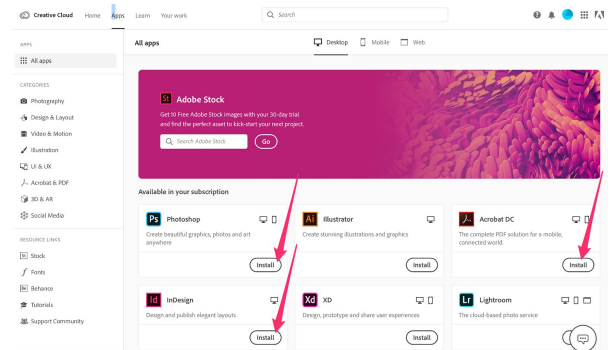 Creative Cloud Home Apps Learn Your work Search
APPS
All apps
CATEGORIES
Photography
Design & Layout
Video & Motion
Illustration
UI & UX
Acrobat & PDF
3D & AR
Social Media
RESOURCE LINKS
St Stock
f Fonts
Bē Behance
Tutorials
Support Community
All apps Desktop Mobile Web
St Adobe Stock
Get 10 Free Adobe Stock images with your 30-day trial
and find the perfect asset to kick-start your next project.
Search Adobe Stock Go
Available in your subscription
Ps Photoshop
Create beautiful graphics, photos and art
anywhere
Install
Ai Illustrator
Create stunning illustrations and graphics
Install
Acrobat DC
The complete PDF solution for a mobile,
connected world
Install
Id InDesign
Design and publish elegant layouts
Install
Xd XD
Design, prototype and share user experiences
Install
Lr Lightroom
The cloud-based photo service